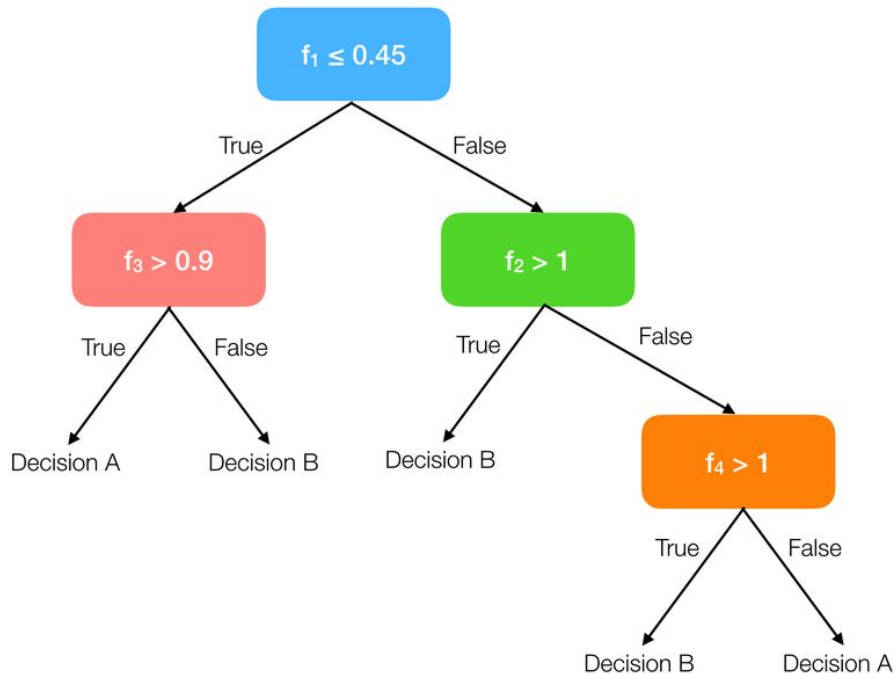 f₁ ≤ 0.45
True
False
f₃ > 0.9
f₂ > 1
True
False
True
False
Decision A
Decision B
Decision B
f₄ > 1
True
False
Decision B
Decision A